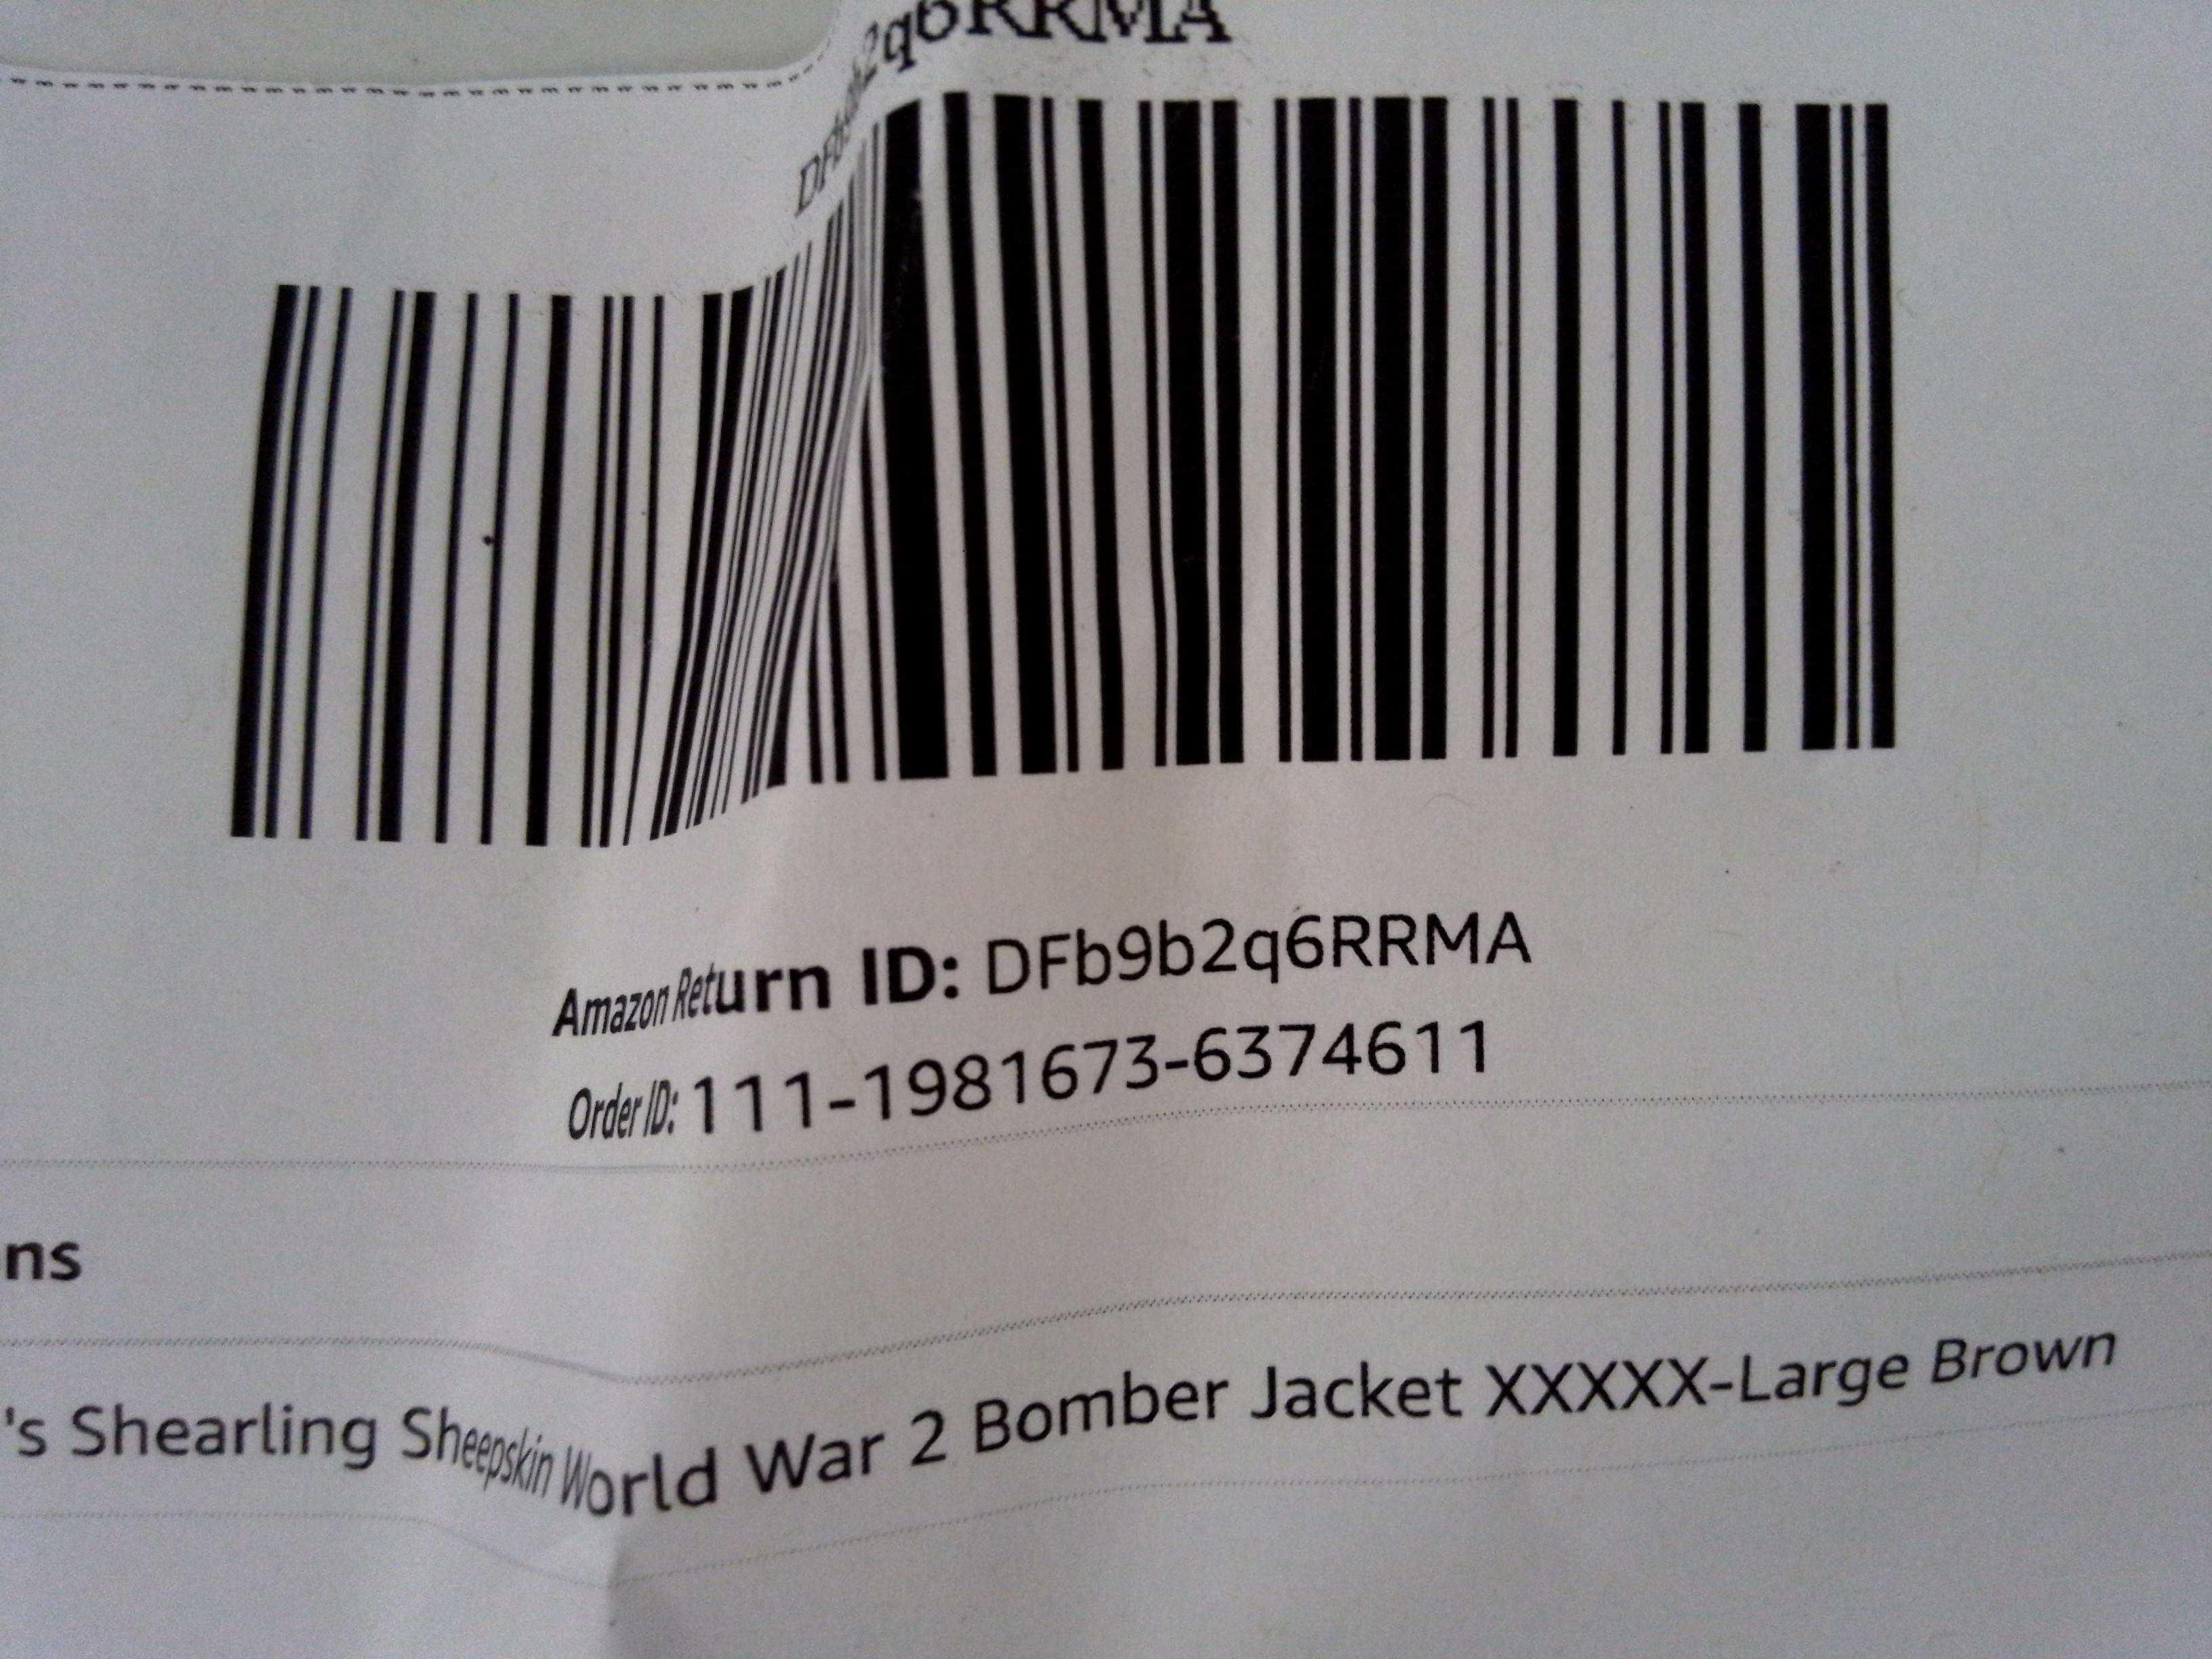 DFb9b2q6RRMA
Amazon Return ID: DFb9b2q6RRMA
Order ID: 111-1981673-6374611
ns
's Shearling Sheepskin World War 2 Bomber Jacket XXXXX-Large Brown